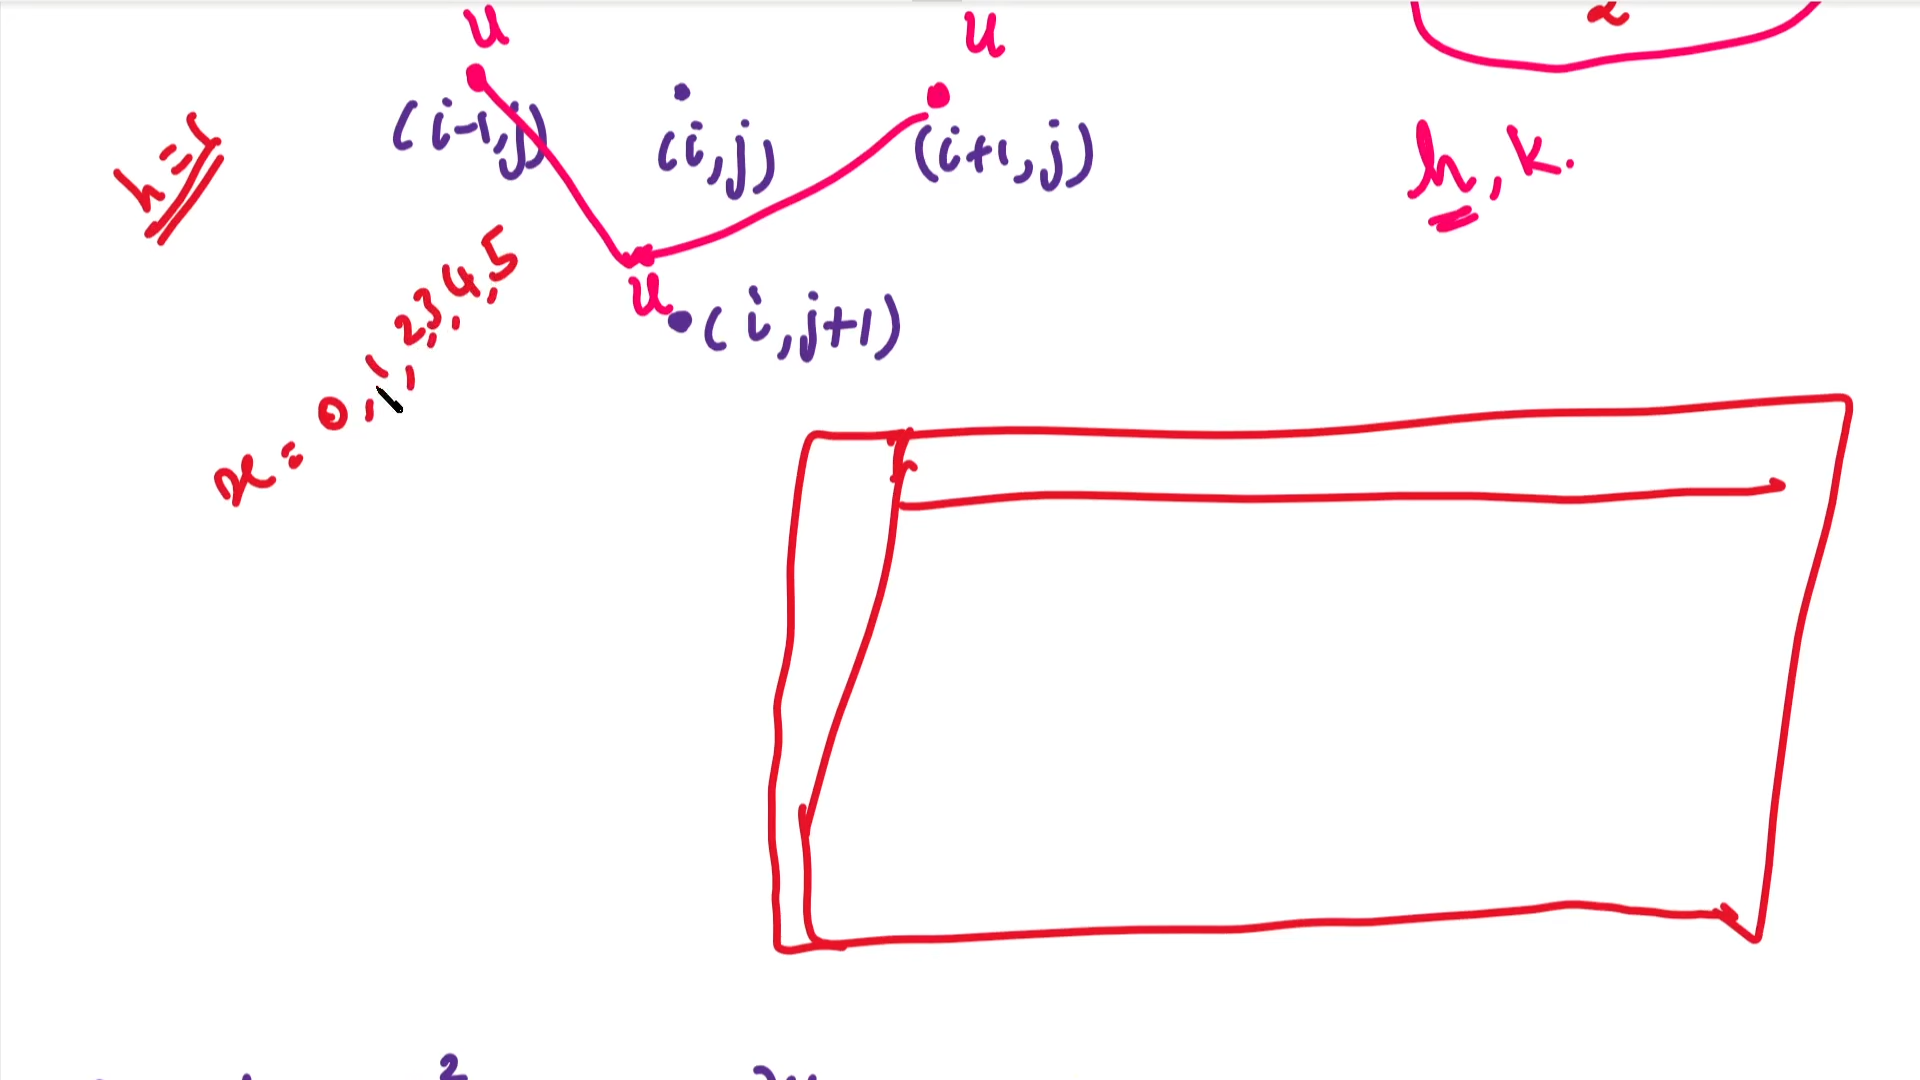 u u
(i-1,j) (i,j) (i+1,j)
h=1
h, k.
u
(i,j+1)
x = 0,1,2,3,4,5